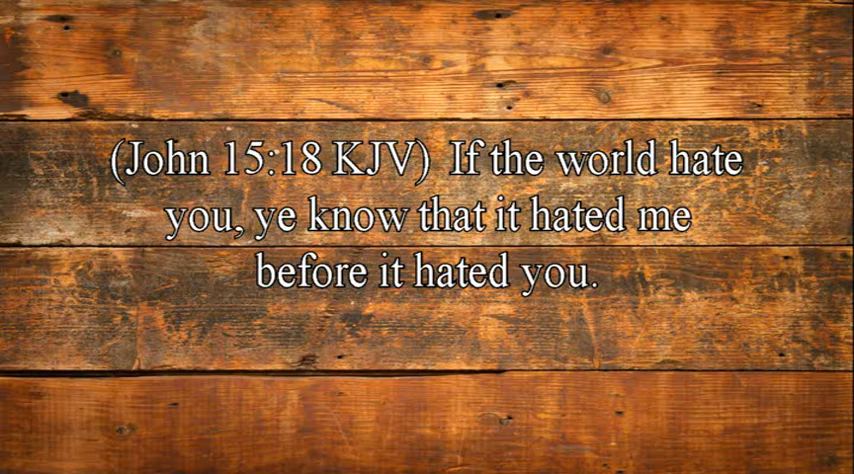 (John 15:18 KJV)  If the world hate
you, ye know that it hated me
before it hated you.